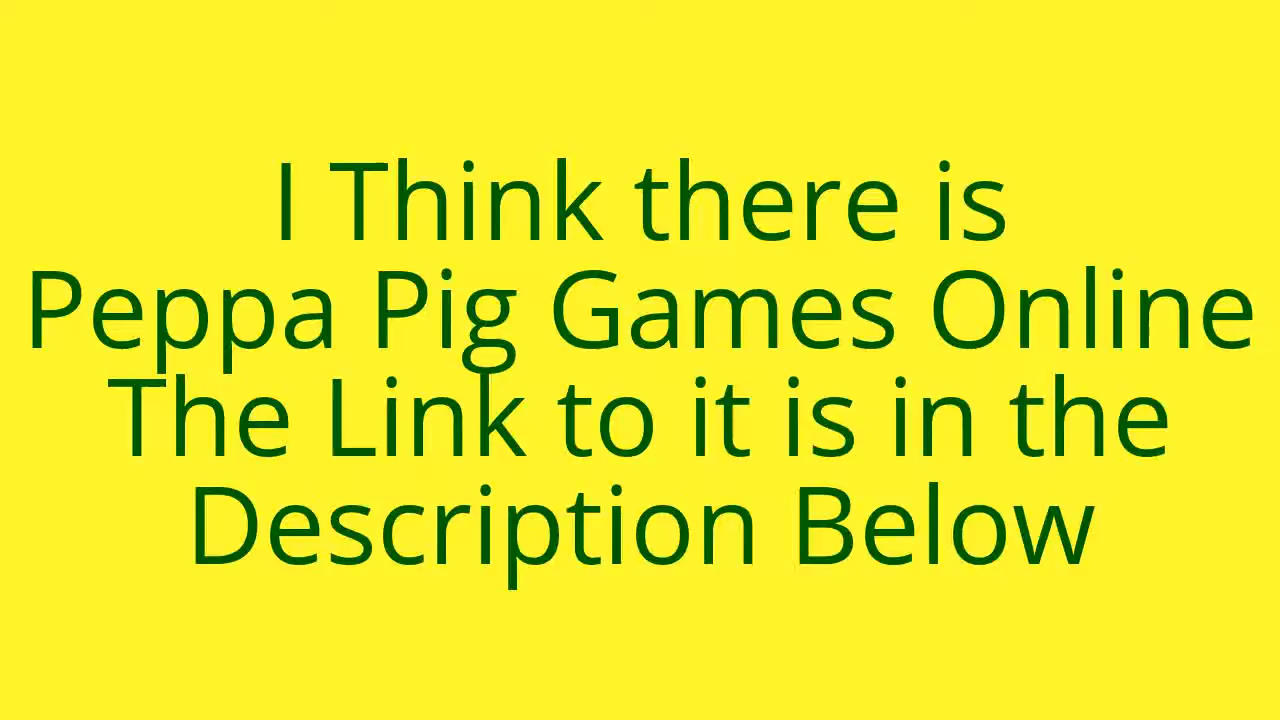 I Think there is
Peppa Pig Games Online
The Link to it is in the
Description Below